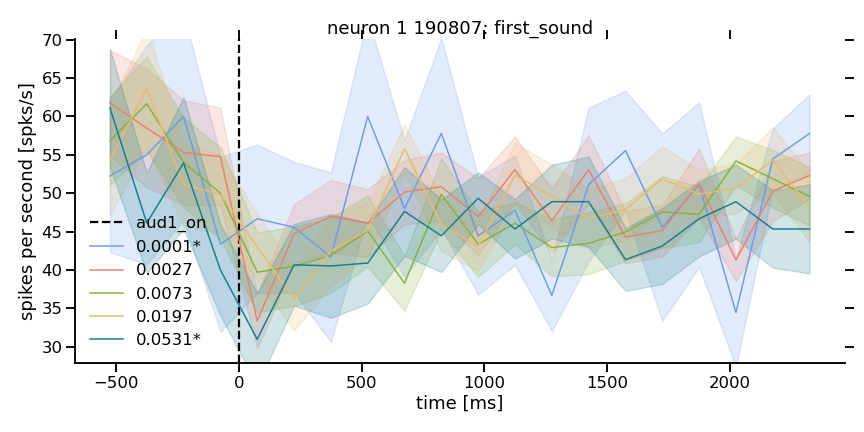 neuron 1 190807: first_sound
70
65
60
55
50
45
40
35
30
spikes per second [spks/s]
aud1_on
0.0001*
0.0027
0.0073
0.0197
0.0531*
−500 0 500 1000 1500 2000
time [ms]